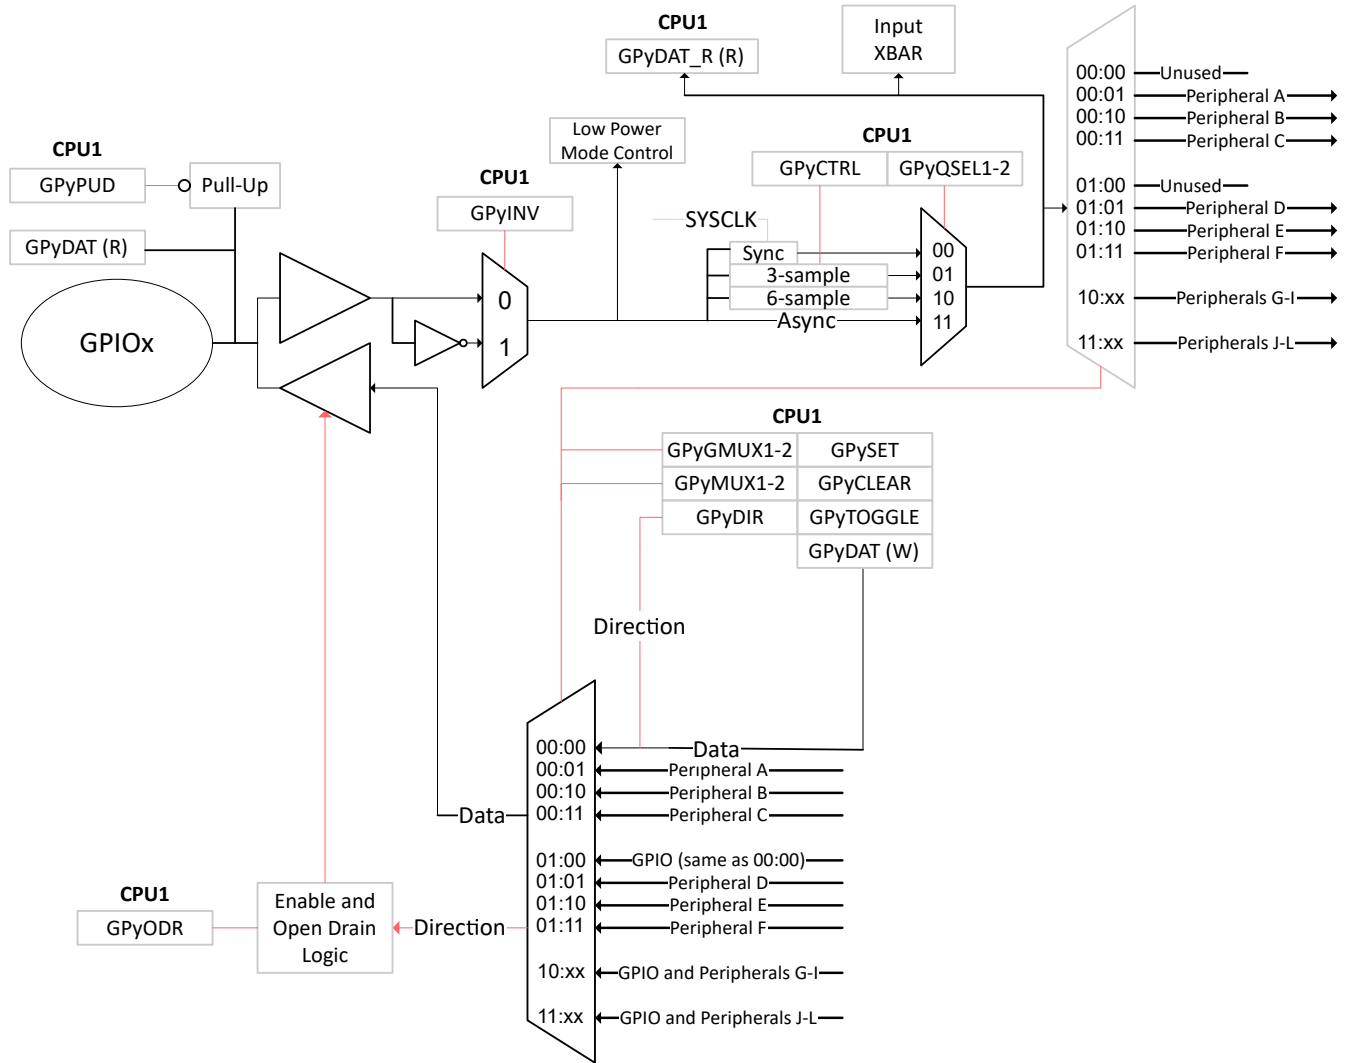 CPU1
GPyDAT_R (R)
Input
XBAR
00:00
Unused
00:01
Peripheral A
00:10
Peripheral B
00:11
Peripheral C
01:00
Unused
01:01
Peripheral D
01:10
Peripheral E
01:11
Peripheral F
10:xx
Peripherals G-I
11:xx
Peripherals J-L
Low Power
Mode Control
CPU1
GPyCTRL
GPyQSEL1-2
CPU1
GPyPUD
Pull-Up
GPyDAT (R)
CPU1
GPyINV
SYSCLK
Sync
3-sample
6-sample
Async
00
01
10
11
0
1
GPIOx
CPU1
GPyGMUX1-2
GPySET
GPyMUX1-2
GPyCLEAR
GPyDIR
GPyTOGGLE
GPyDAT (W)
Direction
00:00
Data
00:01
Peripheral A
00:10
Peripheral B
00:11
Peripheral C
Data
01:00
GPIO (same as 00:00)
01:01
Peripheral D
01:10
Peripheral E
01:11
Peripheral F
10:xx
GPIO and Peripherals G-I
11:xx
GPIO and Peripherals J-L
CPU1
GPyODR
Enable and
Open Drain
Logic
Direction